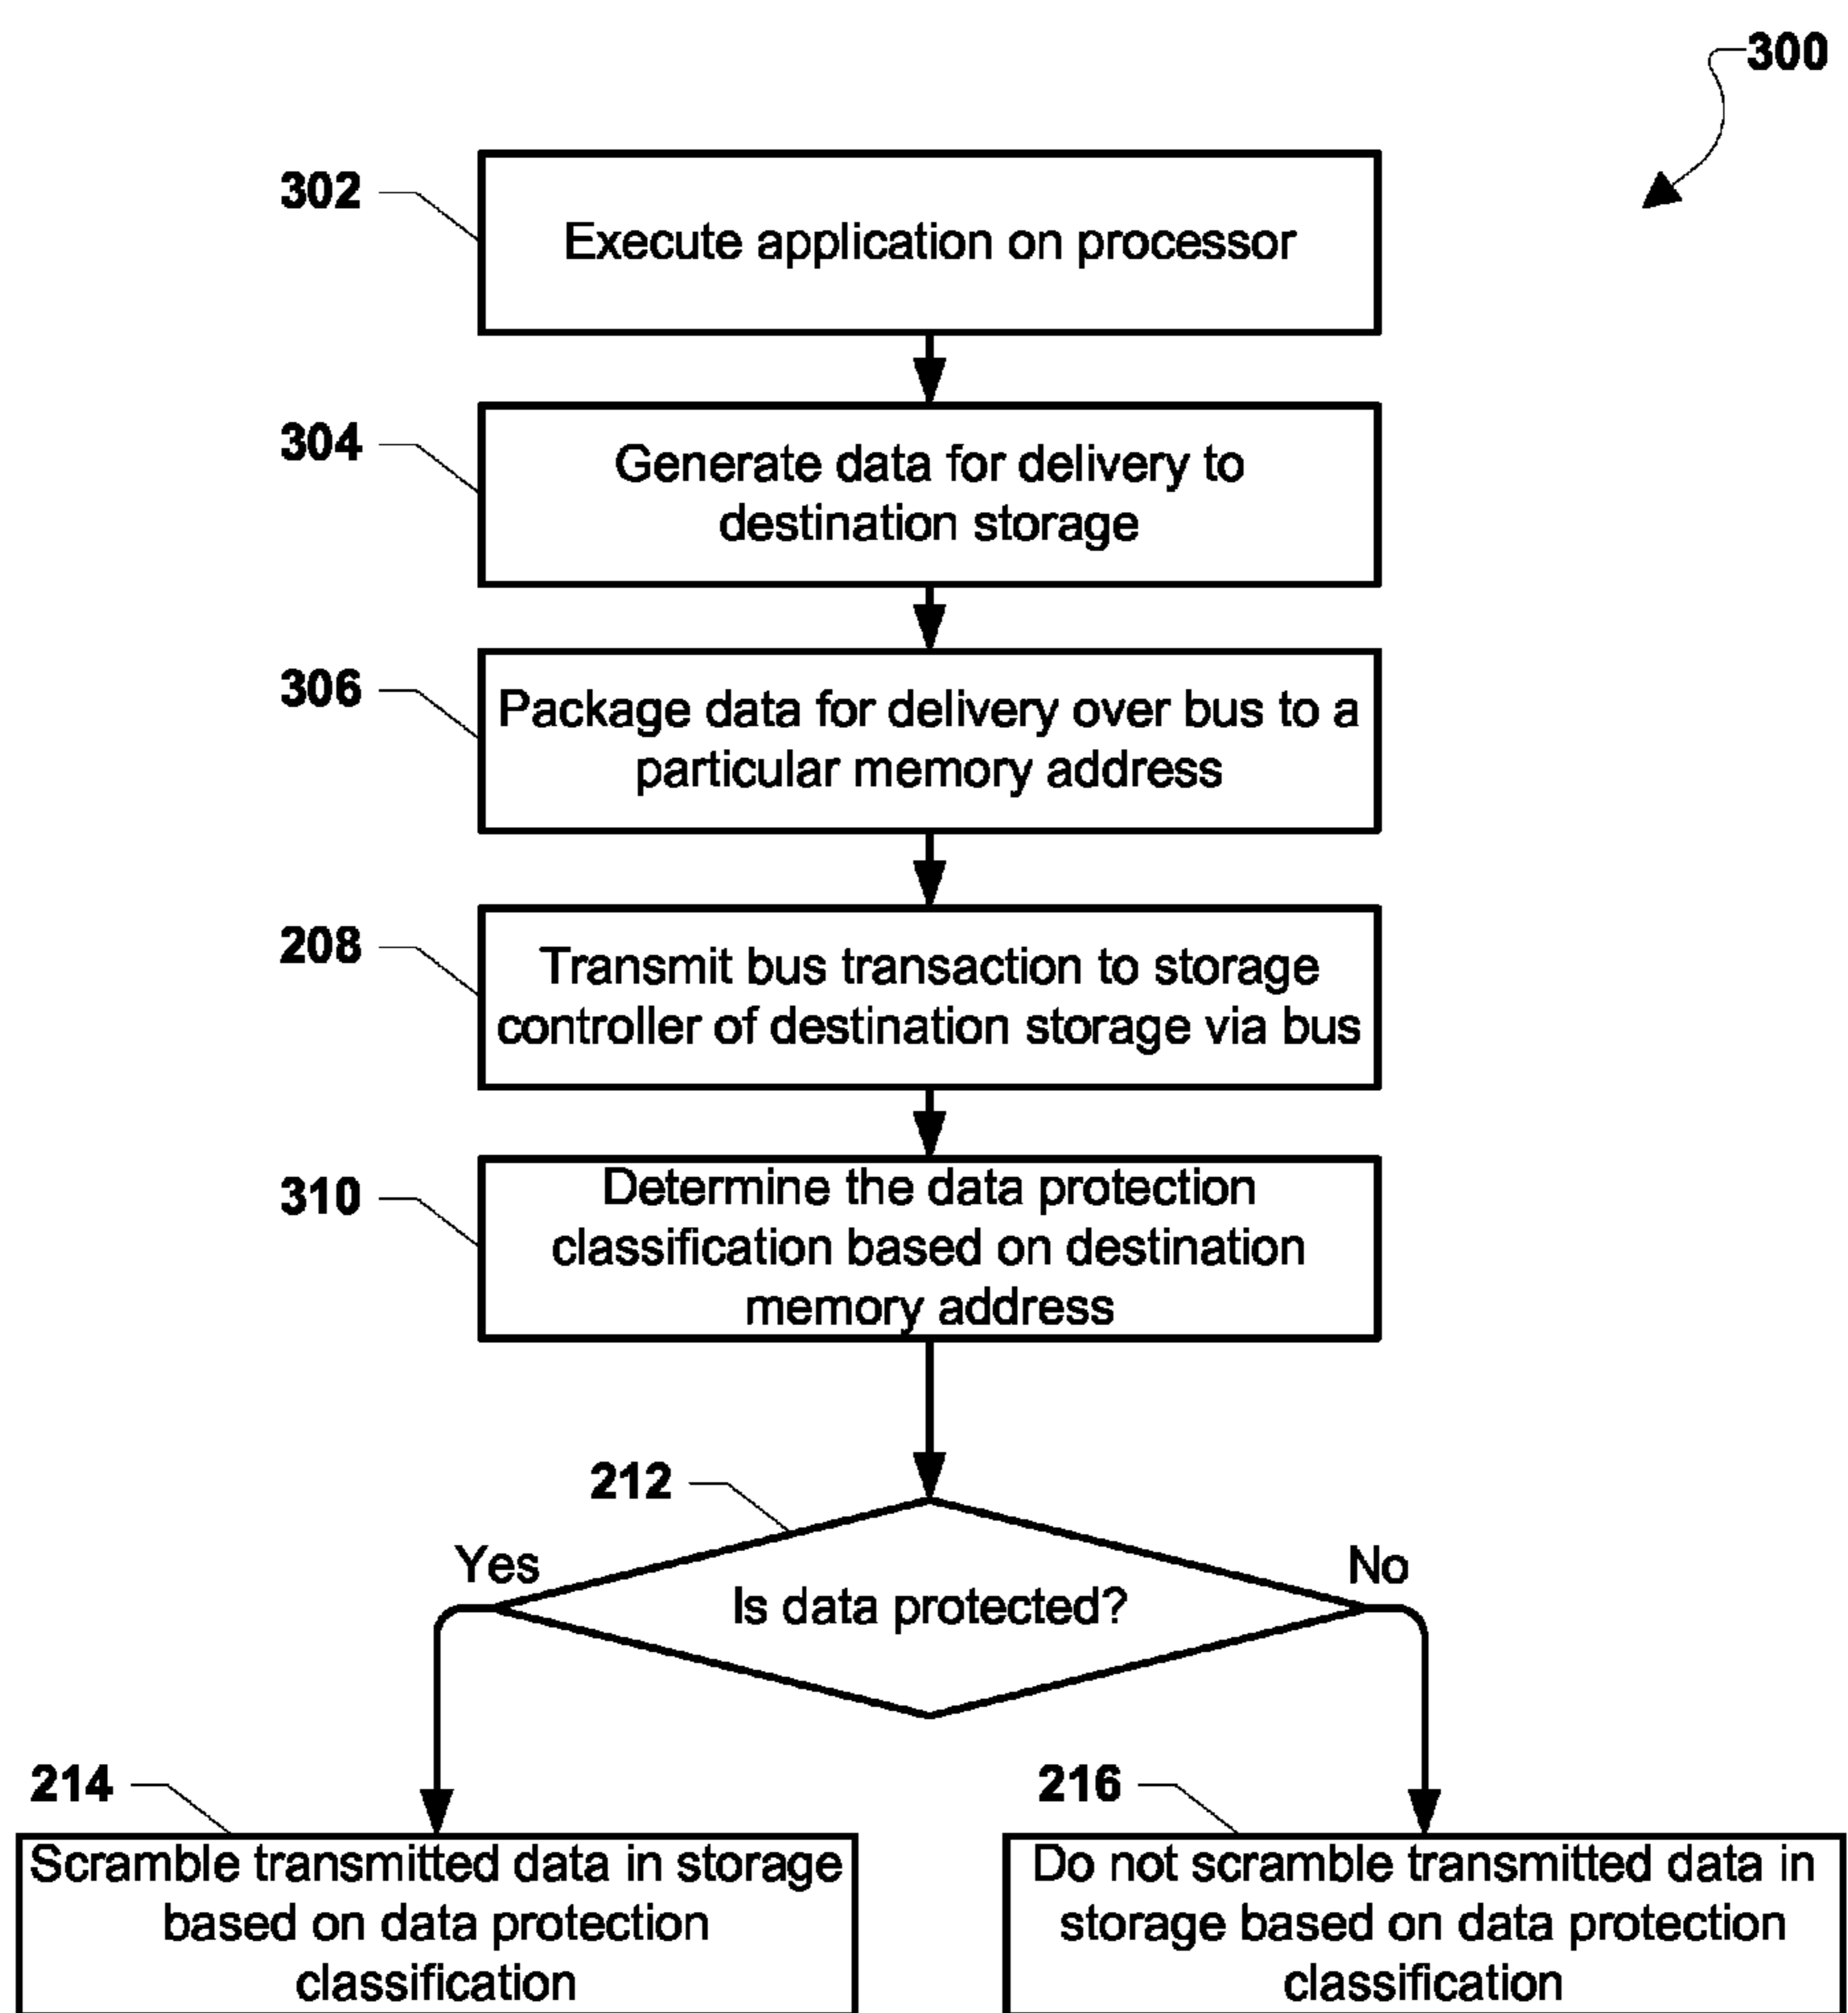 300
302
Execute application on processor
304
Generate data for delivery to
destination storage
306
Package data for delivery over bus to a
particular memory address
208
Transmit bus transaction to storage
controller of destination storage via bus
310
Determine the data protection
classification based on destination
memory address
212
Yes
No
Is data protected?
214
Scramble transmitted data in storage
based on data protection
classification
216
Do not scramble transmitted data in
storage based on data protection
classification